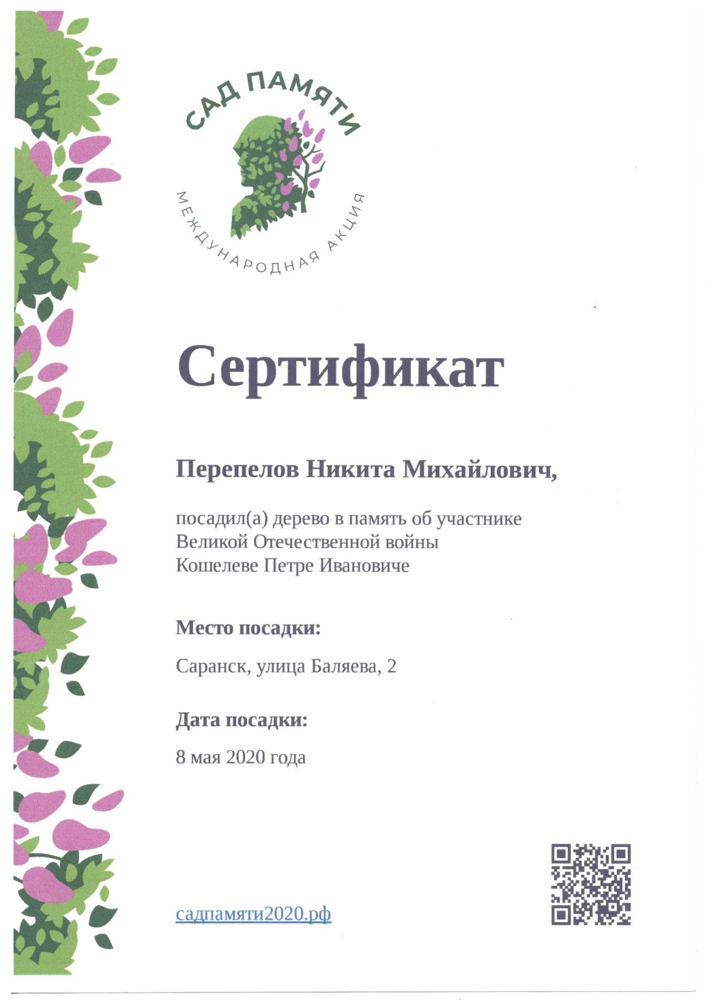 САД ПАМЯТИ
МЕЖДУНАРОДНАЯ АКЦИЯ
Сертификат
Перепелов Никита Михайлович,
посадил(а) дерево в память об участнике
Великой Отечественной войны
Кошелеве Петре Ивановиче
Место посадки:
Саранск, улица Баляева, 2
Дата посадки:
8 мая 2020 года
садпамяти2020.рф